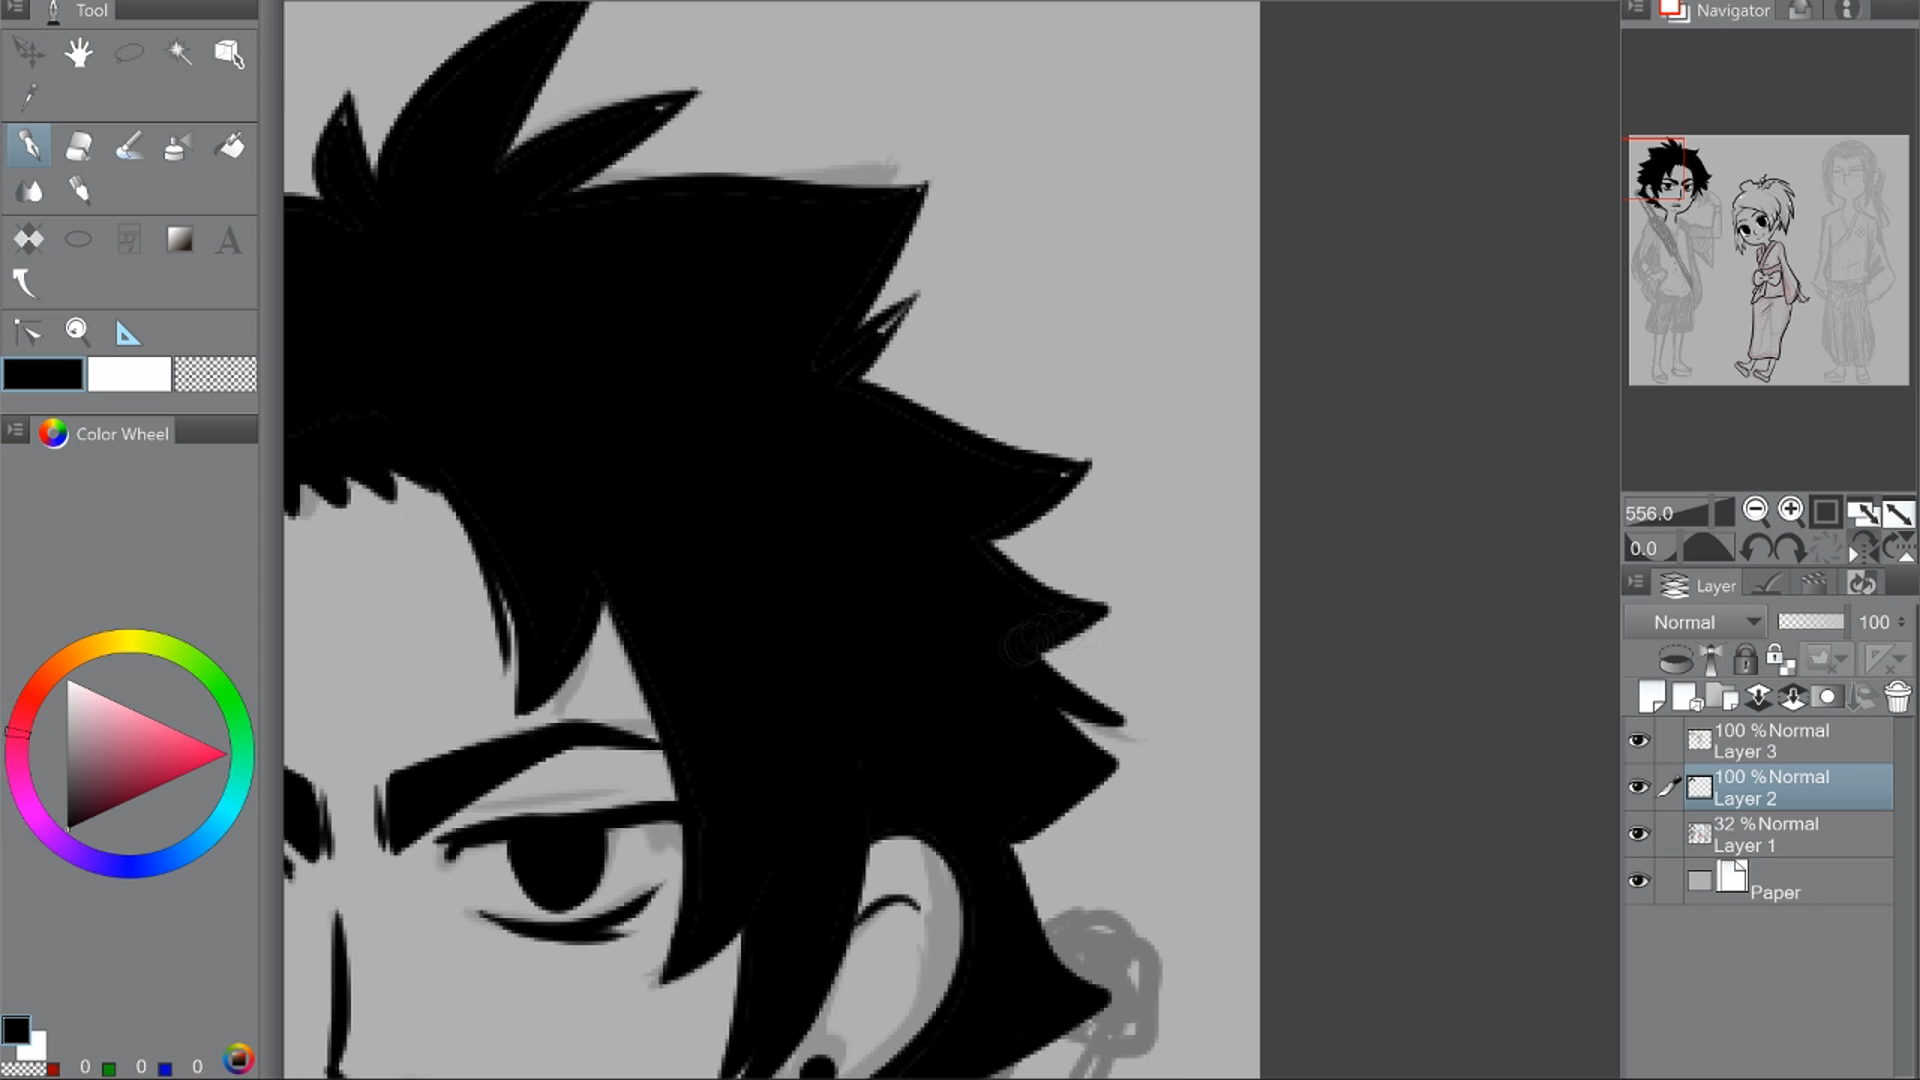 Tool
Navigator
A
Color Wheel
556.0
0.0
Layer
Normal
100
100 %Normal
Layer 3
100 %Normal
Layer 2
32 %Normal
Layer 1
Paper
0
0
0